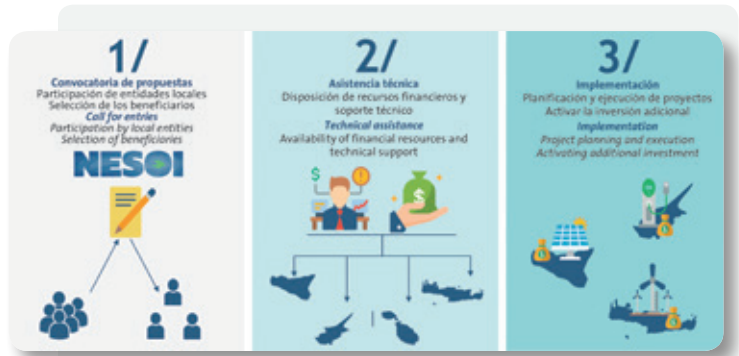 1/
Convocatoria de propuestas
Participación de entidades locales
Selección de los beneficiarios
Call for entries
Participation by local entities
Selection of beneficiaries
NESOI
2/
Asistencia técnica
Disposición de recursos financieros y
soporte técnico
Technical assistance
Availability of financial resources and
technical support
$
!
$
3/
Implementación
Planificación y ejecución de proyectos
Activar la inversión adicional
Implementation
Project planning and execution
Activating additional investment